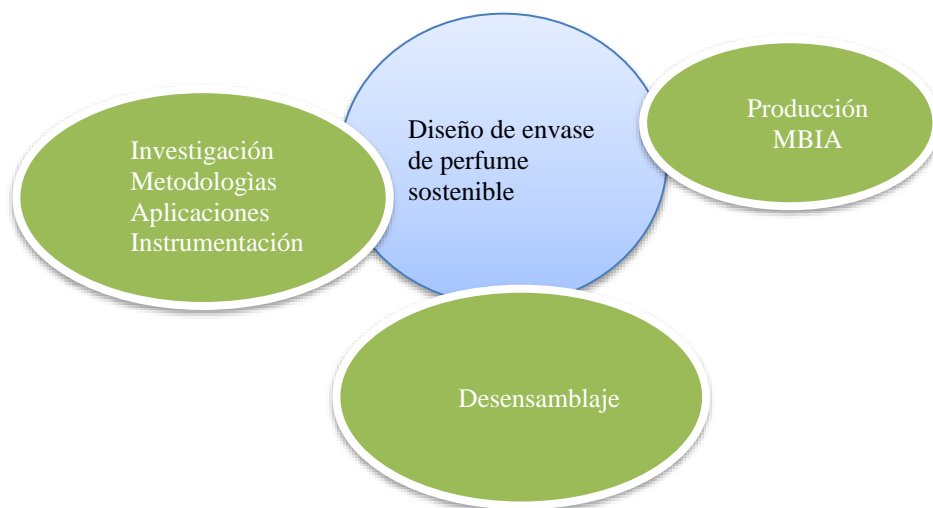 Diseño de envase
de perfume
sostenible
Producción
MBIA
Investigación
Metodologìas
Aplicaciones
Instrumentación
Desensamblaje